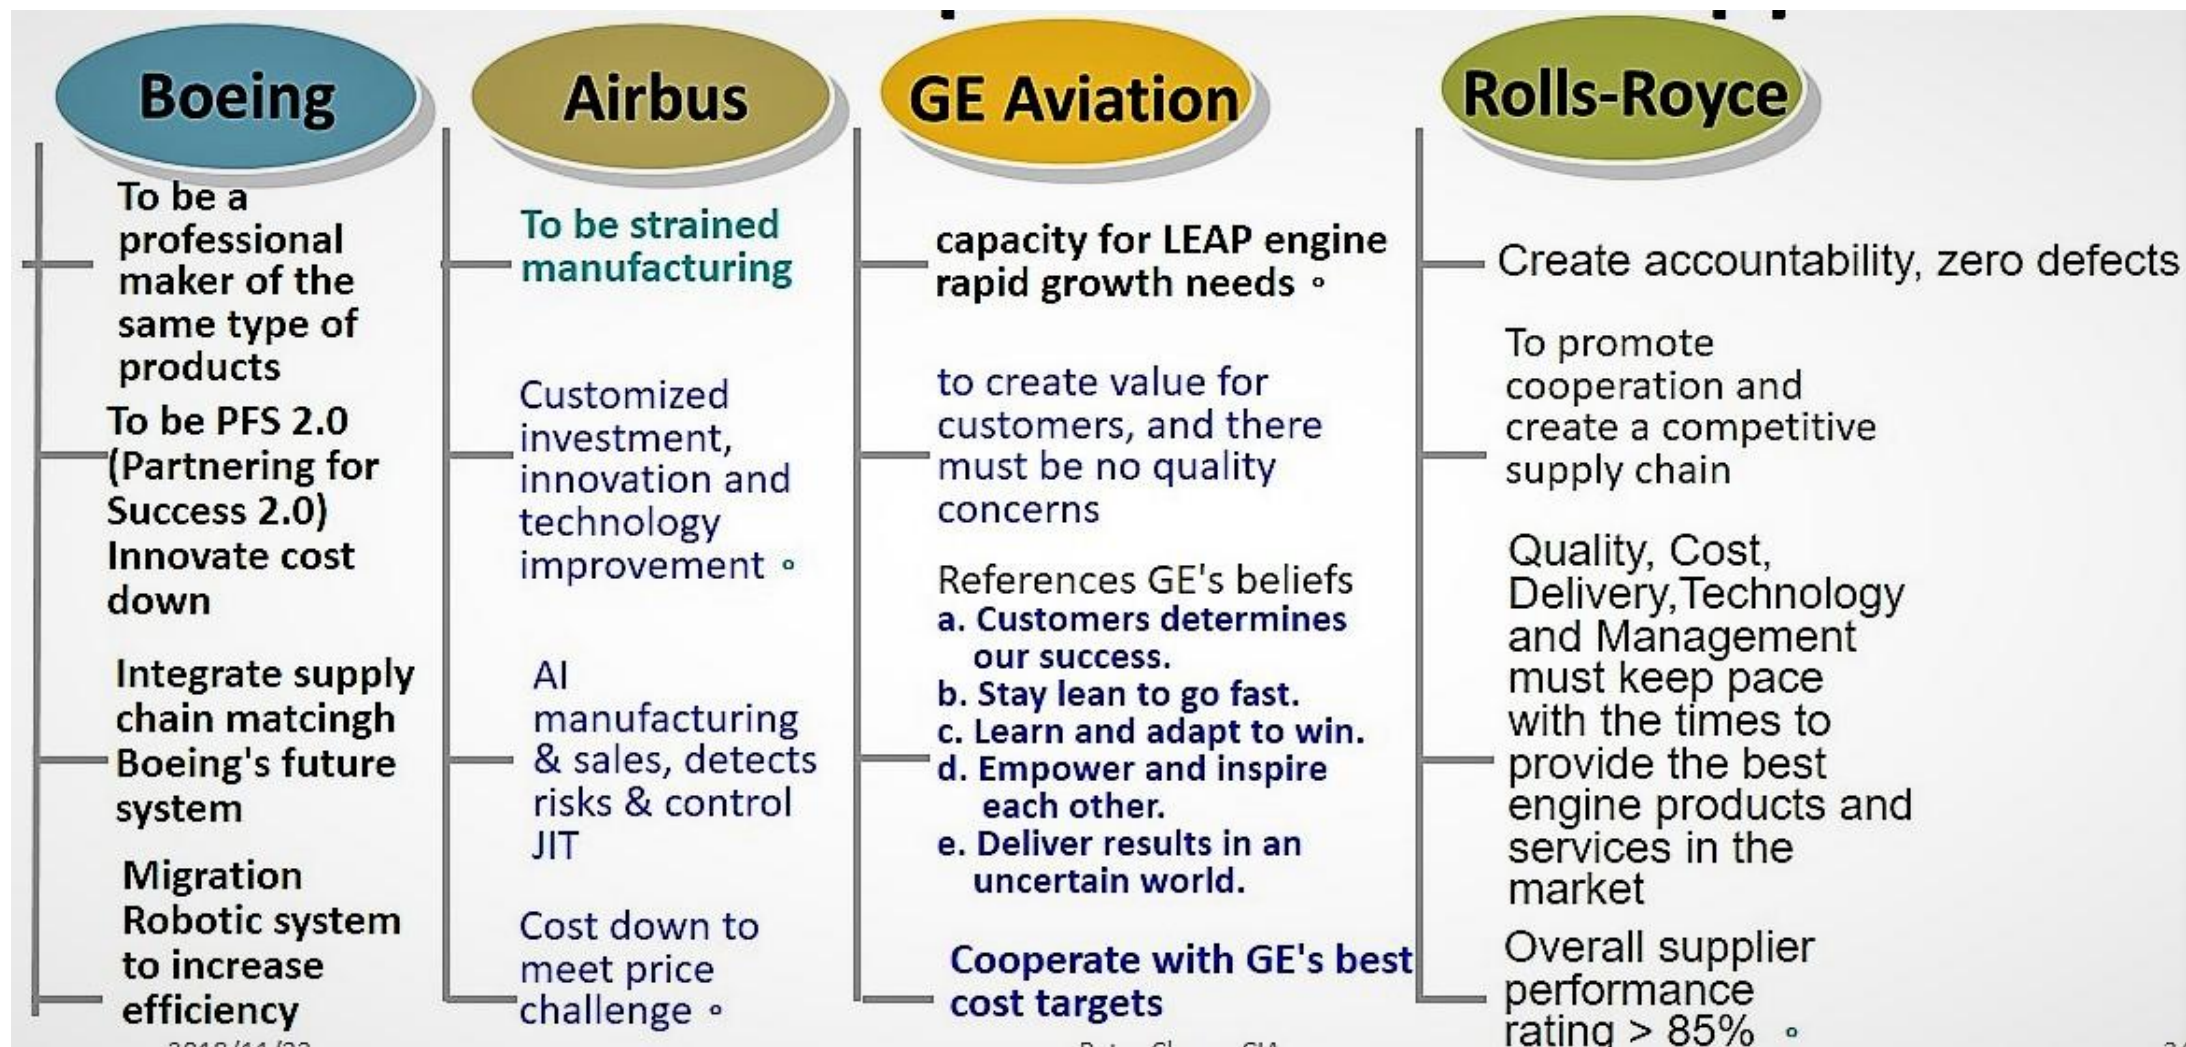 Boeing
To be a
professional
maker of the
same type of
products
To be PFS 2.0
(Partnering for
Success 2.0)
Innovate cost
down
Integrate supply
chain matcingh
Boeing's future
system
Migration
Robotic system
to increase
efficiency
Airbus
To be strained
manufacturing
Customized
investment,
innovation and
technology
improvement 。
AI
manufacturing
& sales, detects
risks & control
JIT
Cost down to
meet price
challenge 。
GE Aviation
capacity for LEAP engine
rapid growth needs 。
to create value for
customers, and there
must be no quality
concerns
References GE's beliefs
a. Customers determines
our success.
b. Stay lean to go fast.
c. Learn and adapt to win.
d. Empower and inspire
each other.
e. Deliver results in an
uncertain world.
Cooperate with GE's best
cost targets
Rolls-Royce
Create accountability, zero defects
To promote
cooperation and
create a competitive
supply chain
Quality, Cost,
Delivery,Technology
and Management
must keep pace
with the times to
provide the best
engine products and
services in the
market
Overall supplier
performance
rating > 85% 。